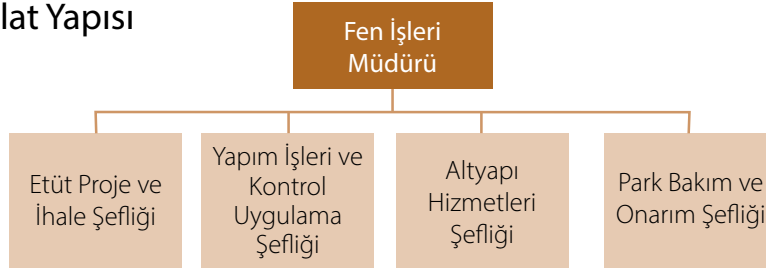 lat Yapısı
Fen İşleri
Müdürü
Etüt Proje ve
İhale Şefliği
Yapım İşleri ve
Kontrol
Uygulama
Şefliği
Altyapı
Hizmetleri
Şefliği
Park Bakım ve
Onarım Şefliği